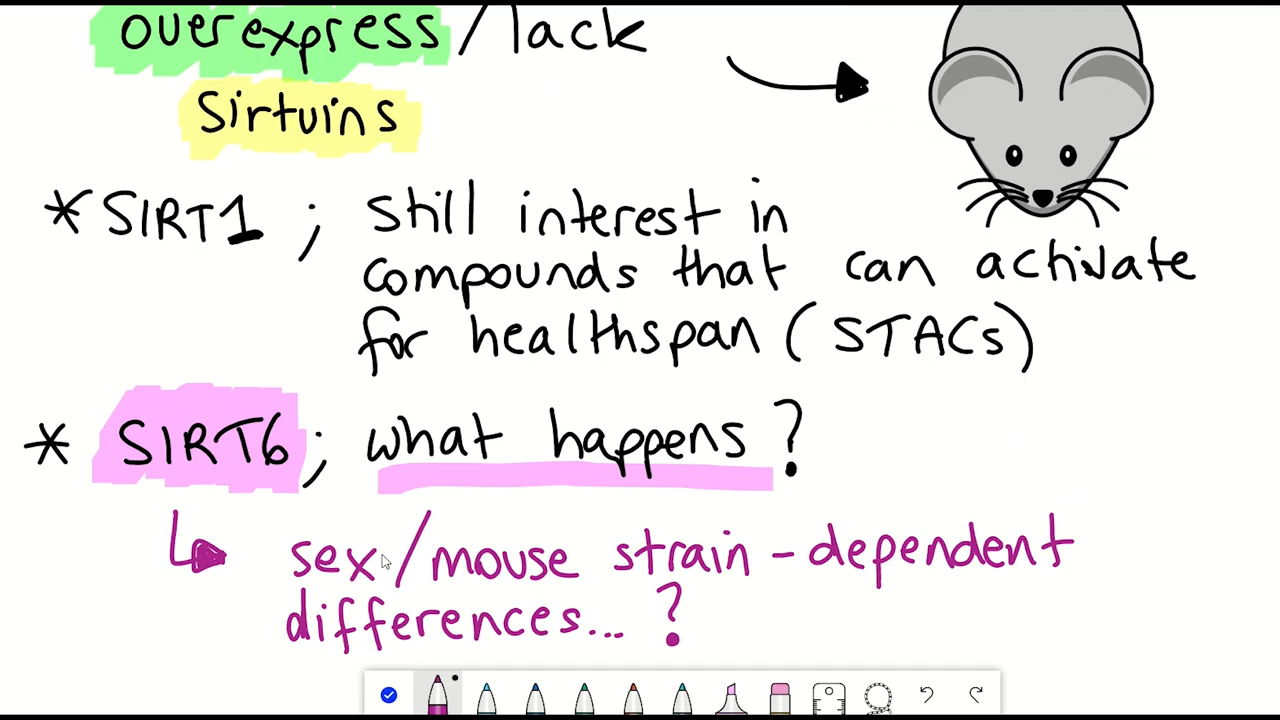 overexpress/lack
Sirtuins
* SIRT1 ; still interest in
compounds that can activate
for healthspan (STACs)
* SIRT6 ; what happens ?
sex/mouse strain - dependent
differences... ?